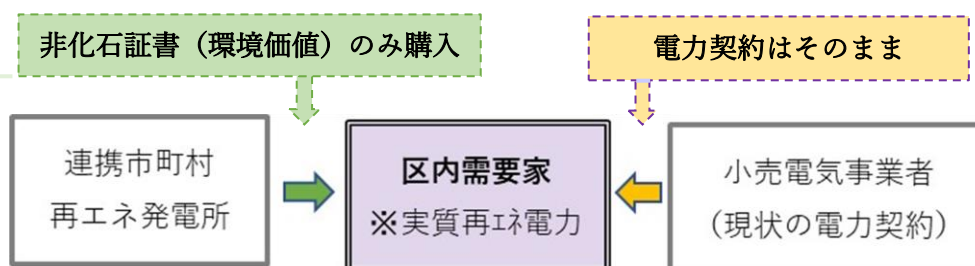 非化石証書（環境価値）のみ購入
電力契約はそのまま
連携市町村
再エネ発電所
区内需要家
※実質再ｴﾈ電力
小売電気事業者
（現状の電力契約）